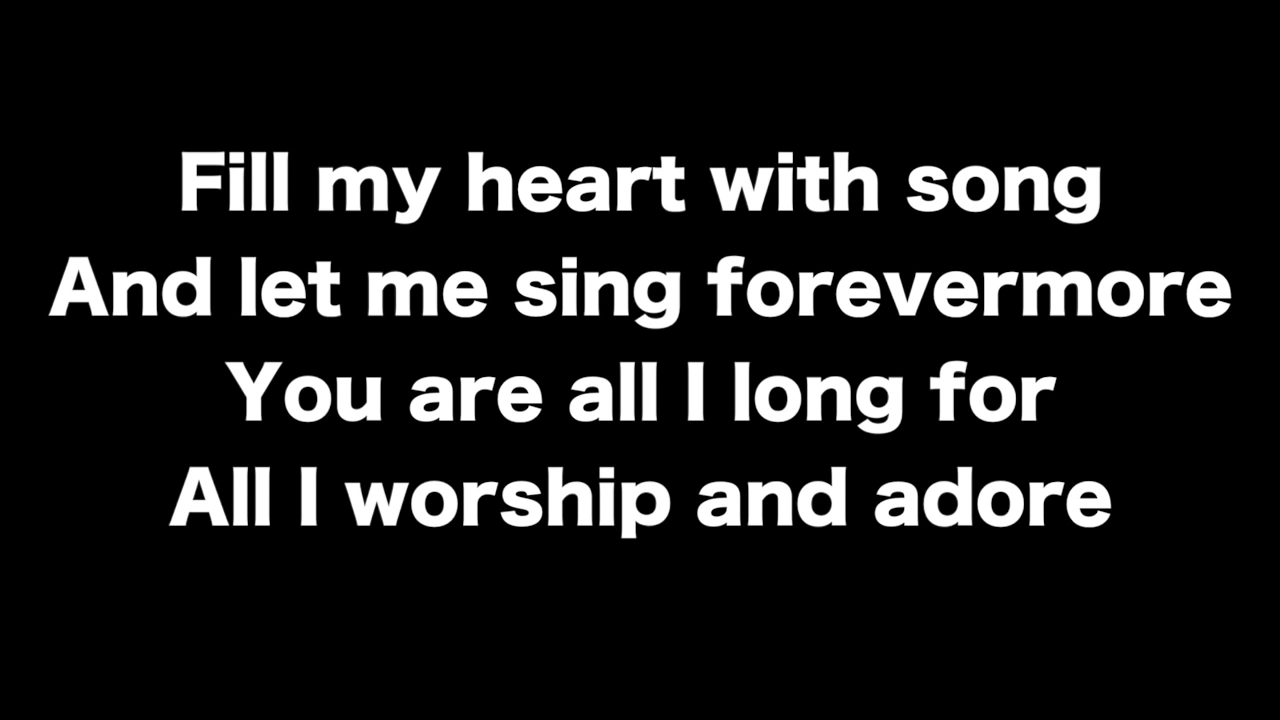 Fill my heart with song
And let me sing forevermore
You are all I long for
All I worship and adore